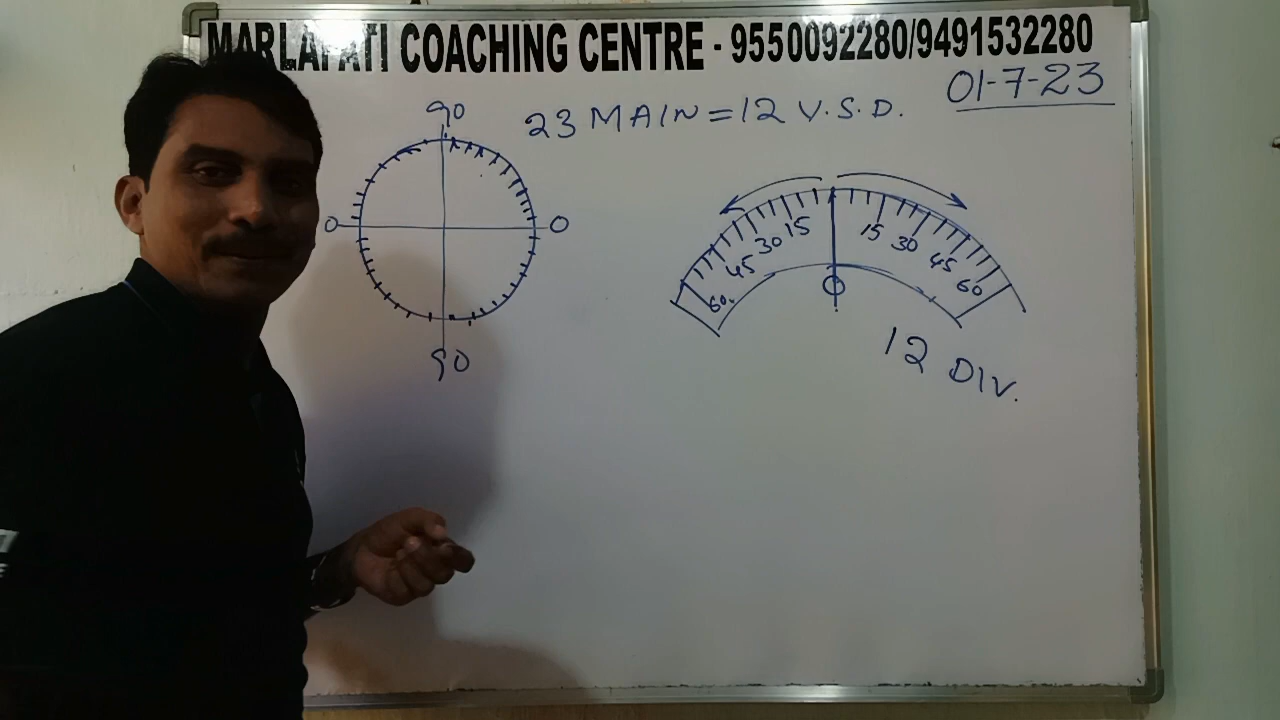 MARLAPATI COACHING CENTRE - 9550092280/9491532280
01-7-23
23 MAIN = 12 V.S.D.
90
0 0
90
60. 45 30 15 0 15 30 45 60
12 DIV.